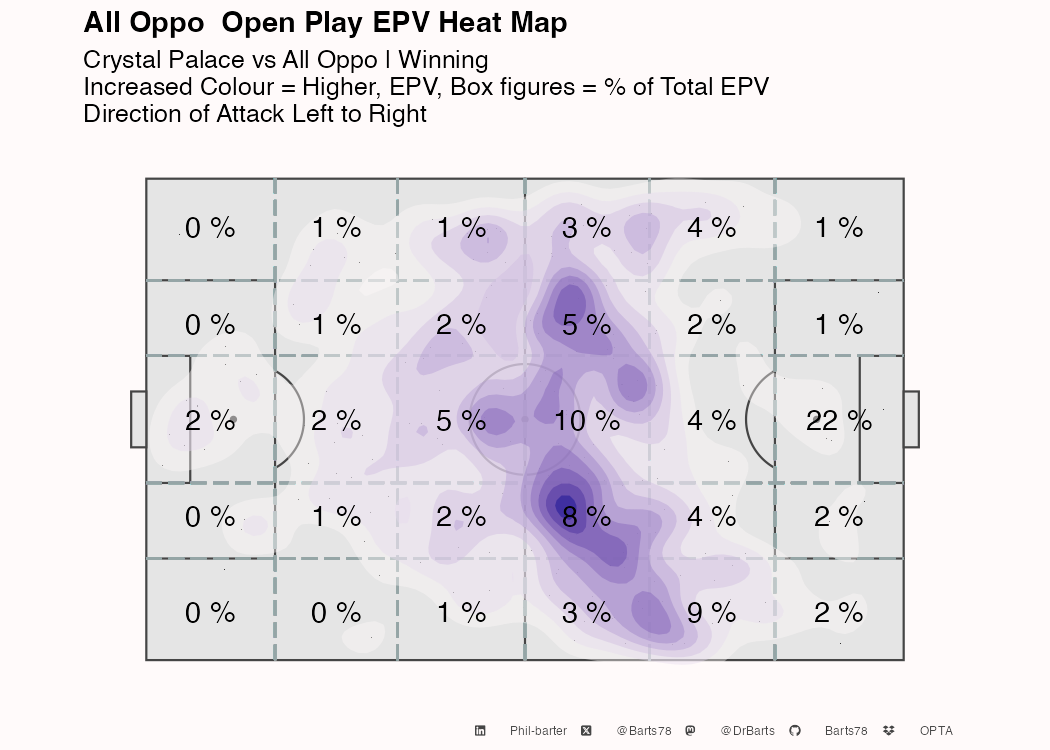 All Oppo  Open Play EPV Heat Map
Crystal Palace vs All Oppo | Winning
Increased Colour = Higher, EPV, Box figures = % of Total EPV
Direction of Attack Left to Right
0 % 1 % 1 % 3 % 4 % 1 %
0 % 1 % 2 % 5 % 2 % 1 %
2 % 2 % 5 % 10 % 4 % 22 %
0 % 1 % 2 % 8 % 4 % 2 %
0 % 0 % 1 % 3 % 9 % 2 %
Phil-barter @Barts78 @DrBarts Barts78 OPTA